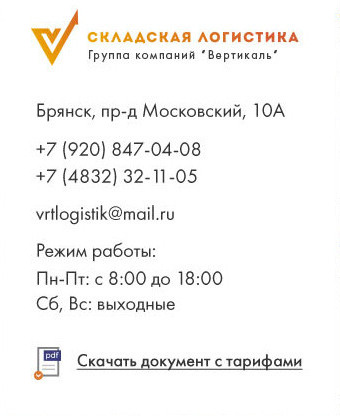 СКЛАДСКАЯ ЛОГИСТИКА
Группа компаний "Вертикаль"
Брянск, пр-д Московский, 10А
+7 (920) 847-04-08
+7 (4832) 32-11-05
vrtlogistik@mail.ru
Режим работы:
Пн-Пт: с 8:00 до 18:00
Сб, Вс: выходные
pdf
Скачать документ с тарифами